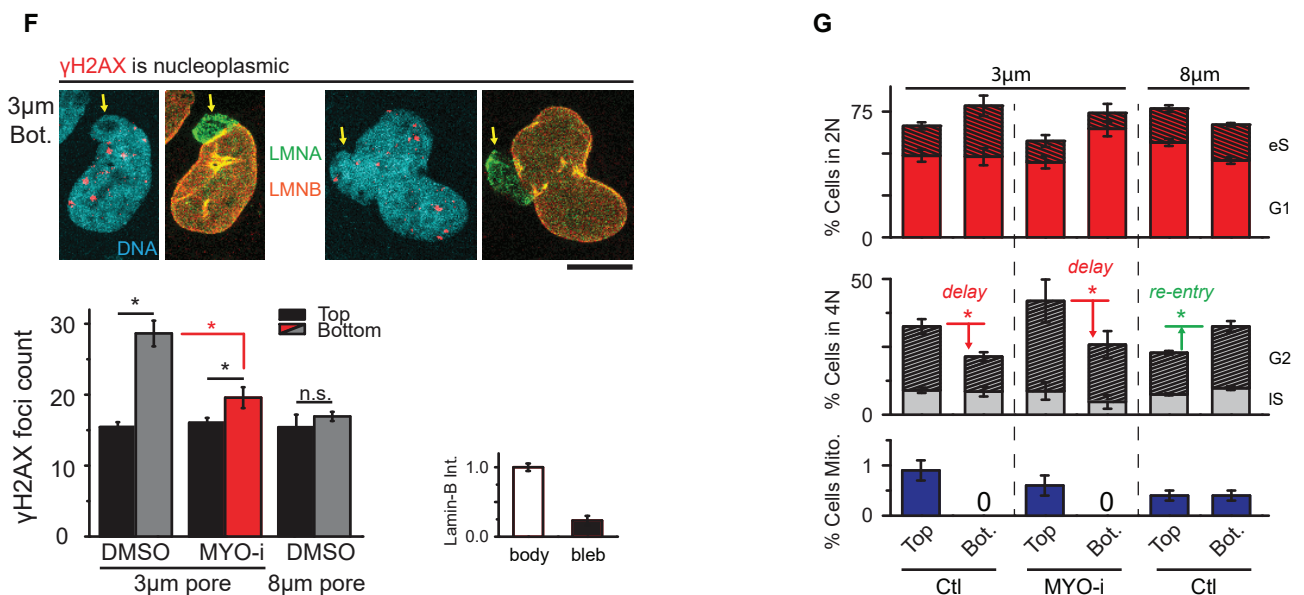 F
γH2AX is nucleoplasmic
3µm
Bot.
LMNA
LMNB
DNA
γH2AX foci count
30
20
10
0
*
*
*
n.s.
Top
Bottom
DMSO
MYO-i
DMSO
3µm pore
8µm pore
Lamin-B Int.
1.0
0.0
body
bleb
G
3µm
8µm
% Cells in 2N
75
0
eS
G1
% Cells in 4N
50
0
delay
*
delay
*
re-entry
*
G2
lS
% Cells Mito.
1
0
0
0
Top
Bot.
Top
Bot.
Top
Bot.
Ctl
MYO-i
Ctl